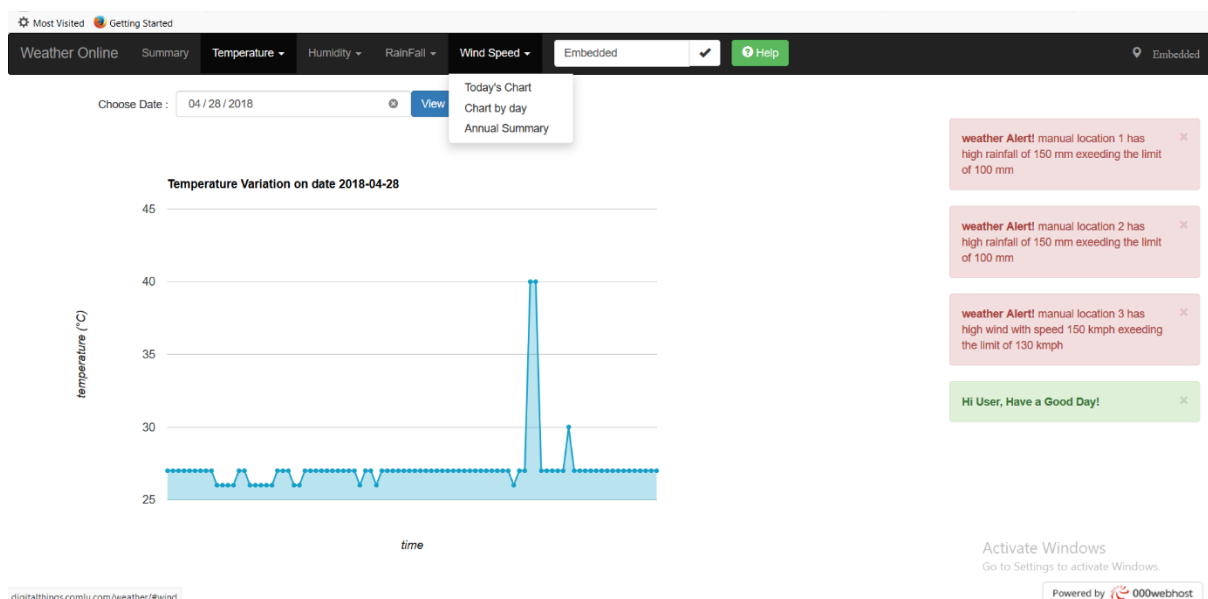 Most Visited Getting Started
Weather Online Summary Temperature Humidity RainFall Wind Speed Embedded Help Embedded
Today's Chart
Chart by day
Annual Summary
Choose Date : 04 / 28 / 2018 View
weather Alert! manual location 1 has
high rainfall of 150 mm exeeding the limit
of 100 mm
weather Alert! manual location 2 has
high rainfall of 150 mm exeeding the limit
of 100 mm
weather Alert! manual location 3 has
high wind with speed 150 kmph exeeding
the limit of 130 kmph
Hi User, Have a Good Day!
Temperature Variation on date 2018-04-28
45
40
35
30
25
temperature (°C)
time
Activate Windows
Go to Settings to activate Windows.
Powered by 000webhost
digitalthings.comlu.com/weather/#wind